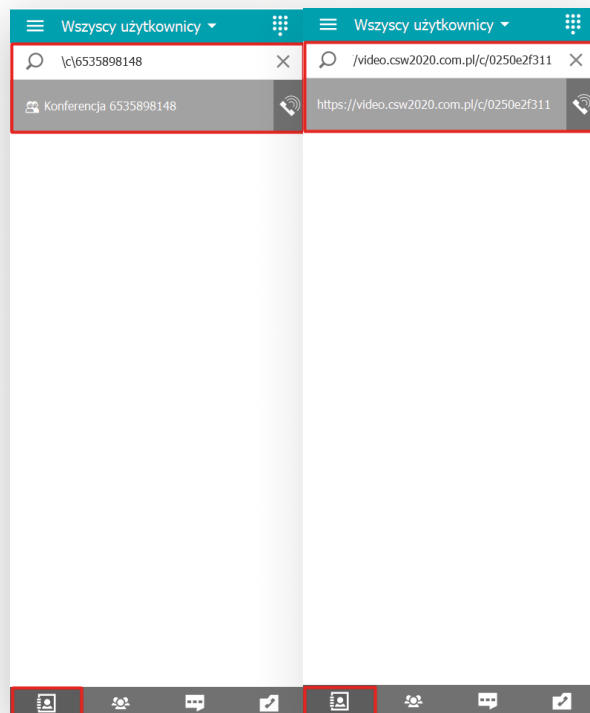 Wszyscy użytkownicy
\c\6535898148
Konferencja 6535898148
Wszyscy użytkownicy
/video.csw2020.com.pl/c/0250e2f311
https://video.csw2020.com.pl/c/0250e2f311